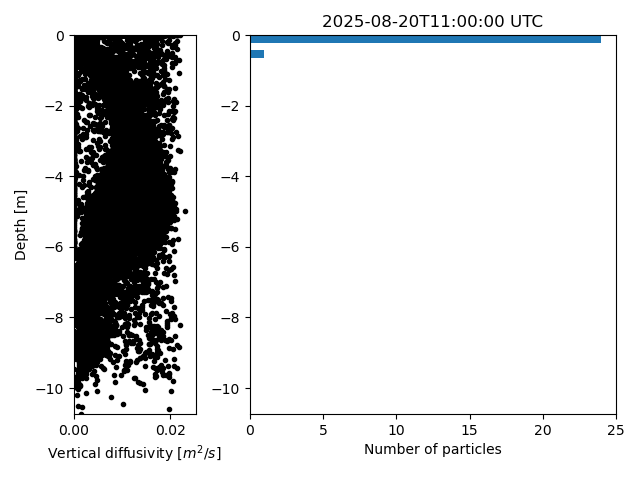 2025-08-20T11:00:00 UTC
0
−2
−4
−6
−8
−10
Depth [m]
0.00 0.02
Vertical diffusivity [m²/s]
0
−2
−4
−6
−8
−10
0 5 10 15 20 25
Number of particles